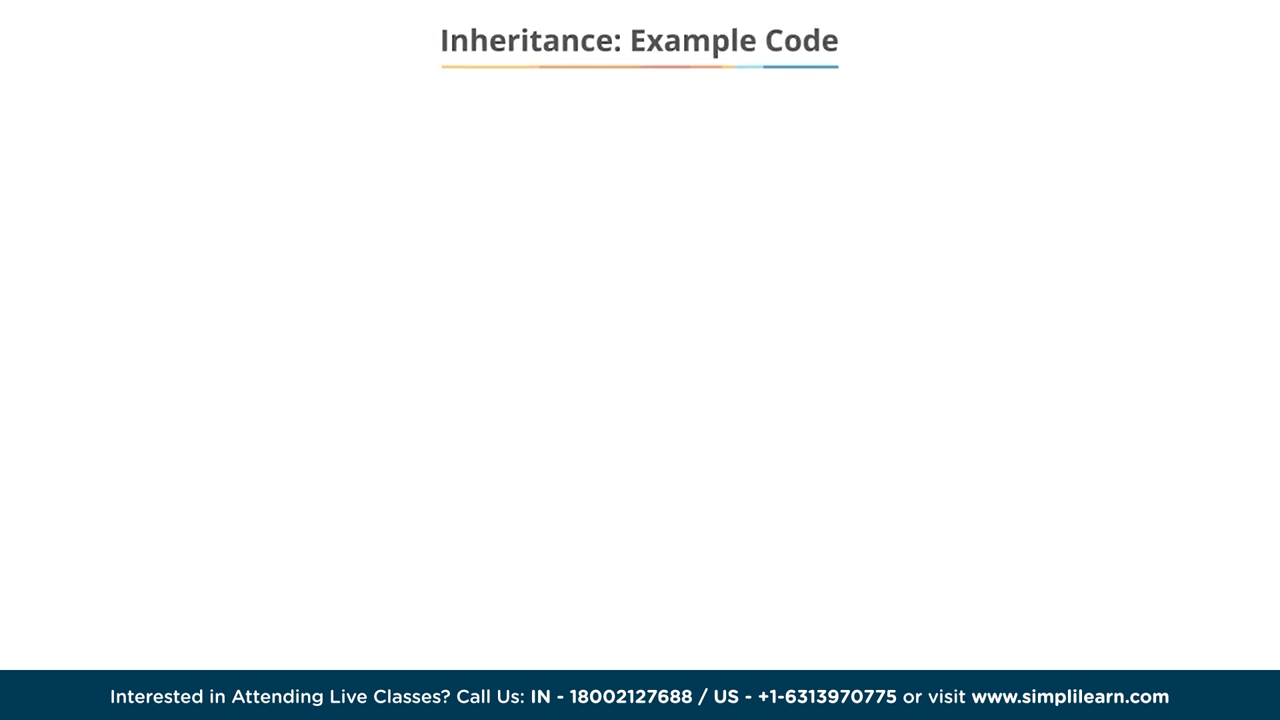 Inheritance: Example Code
Interested in Attending Live Classes? Call Us: IN - 18002127688 / US - +1-6313970775 or visit www.simplilearn.com